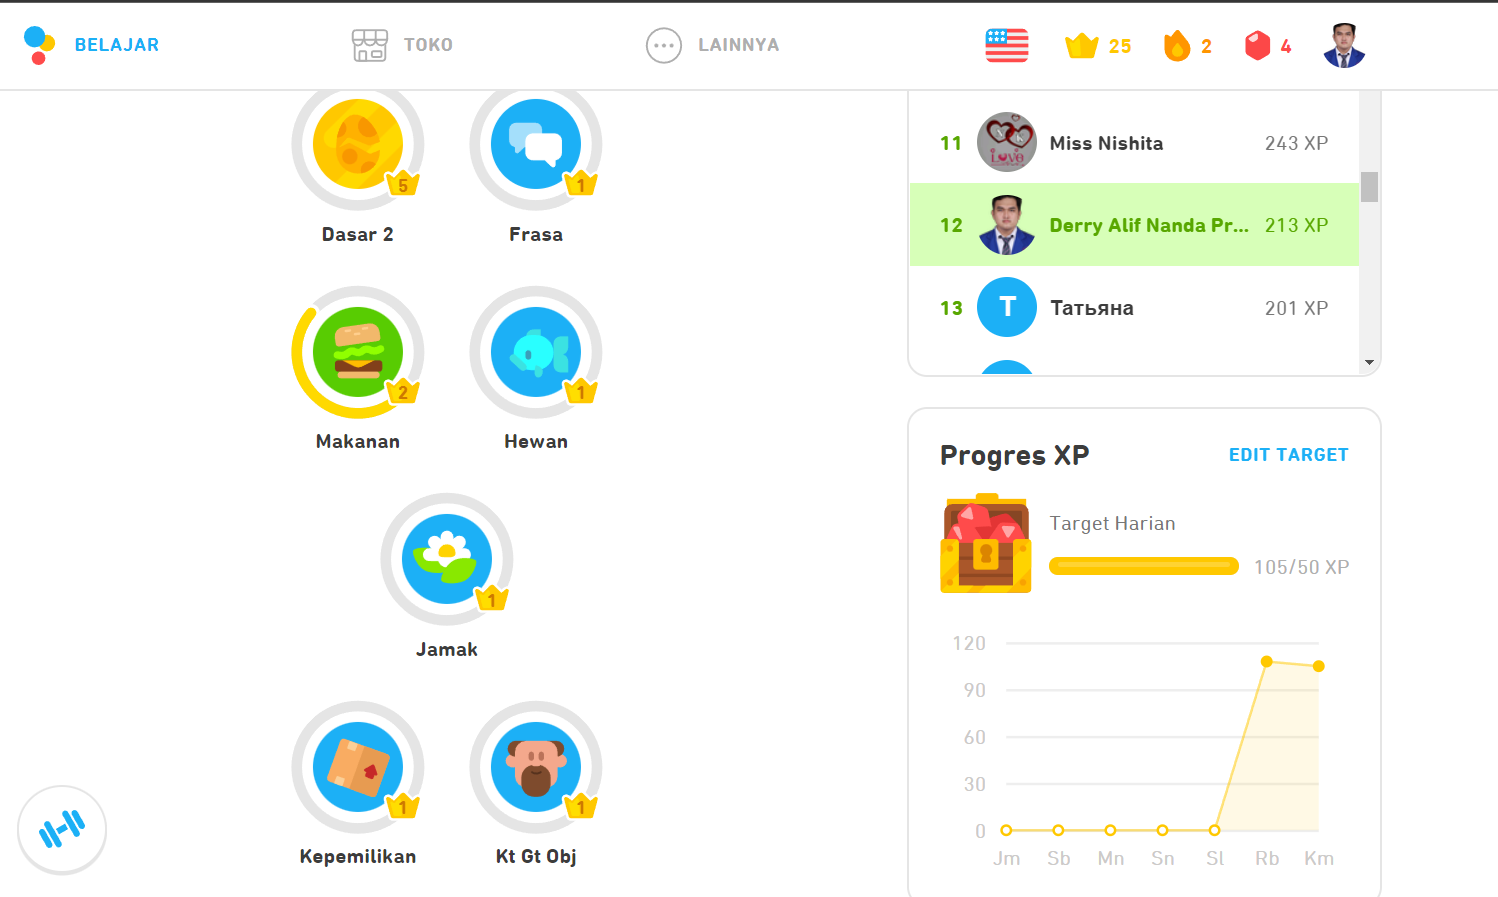 BELAJAR
TOKO
LAINNYA
25
2
4
5
Dasar 2
1
Frasa
2
Makanan
1
Hewan
1
Jamak
1
Kepemilikan
1
Kt Gt Obj
11 Miss Nishita 243 XP
12 Derry Alif Nanda Pr... 213 XP
13 T Татьяна 201 XP
Progres XP
EDIT TARGET
Target Harian
105/50 XP
120
90
60
30
0
Jm Sb Mn Sn Sl Rb Km